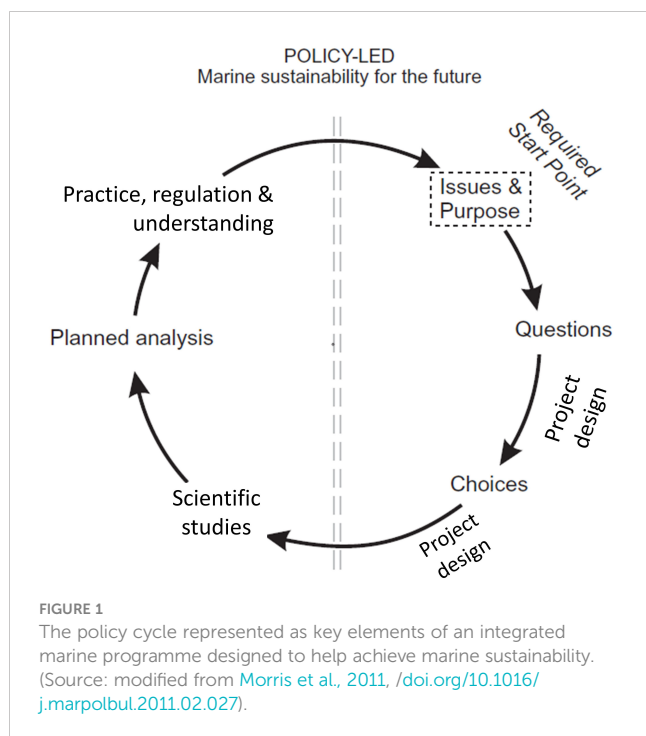 POLICY-LED
Marine sustainability for the future
Required
Start Point
Issues &
Purpose
Practice, regulation &
understanding
Questions
Planned analysis
Project
design
Choices
Scientific
studies
Project
design
FIGURE 1
The policy cycle represented as key elements of an integrated
marine programme designed to help achieve marine sustainability.
(Source: modified from Morris et al., 2011, /doi.org/10.1016/
j.marpolbul.2011.02.027).